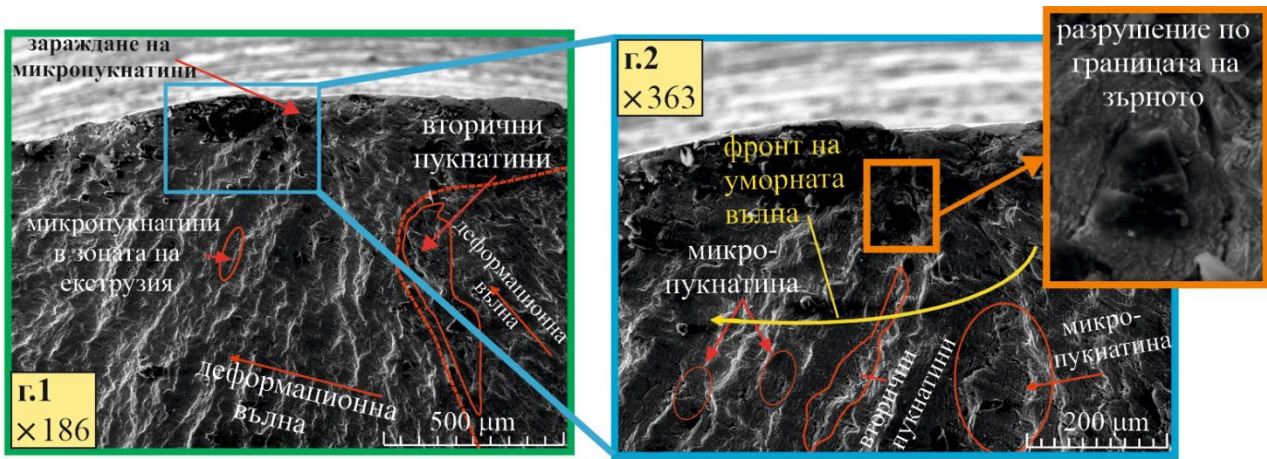 зараждане на
микропукнатини
вторични
пукнатини
микропукнатини
в зоната на
екструзия
деформационна
вълна
деформационна
вълна
г.1
×186
500 µm
г.2
×363
фронт на
уморната
вълна
микро-
пукнатина
вторични
пукнатини
микро-
пукнатина
200 µm
разрушение по
границата на
зърното